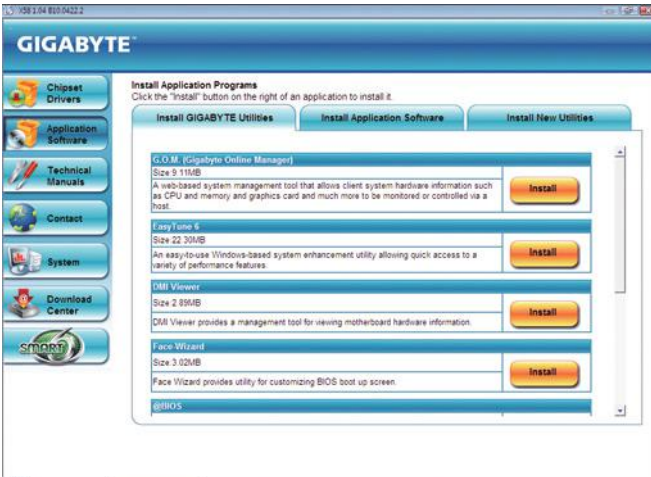 X58 1.04 B10.0422.2
GIGABYTE™
Chipset
Drivers
Application
Software
Technical
Manuals
Contact
System
Download
Center
SMART
Install Application Programs
Click the "Install" button on the right of an application to install it.
Install GIGABYTE Utilities
Install Application Software
Install New Utilities
G.O.M. (Gigabyte Online Manager)
Size 9.11MB
A web-based system management tool that allows client system hardware information such
as CPU and memory and graphics card and much more to be monitored or controlled via a
host.
Install
EasyTune 6
Size 22.30MB
An easy-to-use Windows-based system enhancement utility allowing quick access to a
variety of performance features.
Install
DMI Viewer
Size 2.89MB
DMI Viewer provides a management tool for viewing motherboard hardware information.
Install
Face-Wizard
Size 3.02MB
Face Wizard provides utility for customizing BIOS boot up screen.
Install
@BIOS